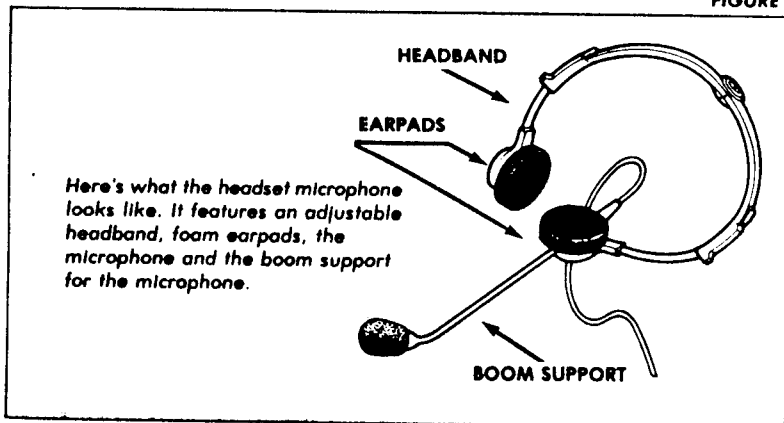 FIGURE
HEADBAND
EARPADS
Here's what the headset microphone
looks like. It features an adjustable
headband, foam earpads, the
microphone and the boom support
for the microphone.
BOOM SUPPORT